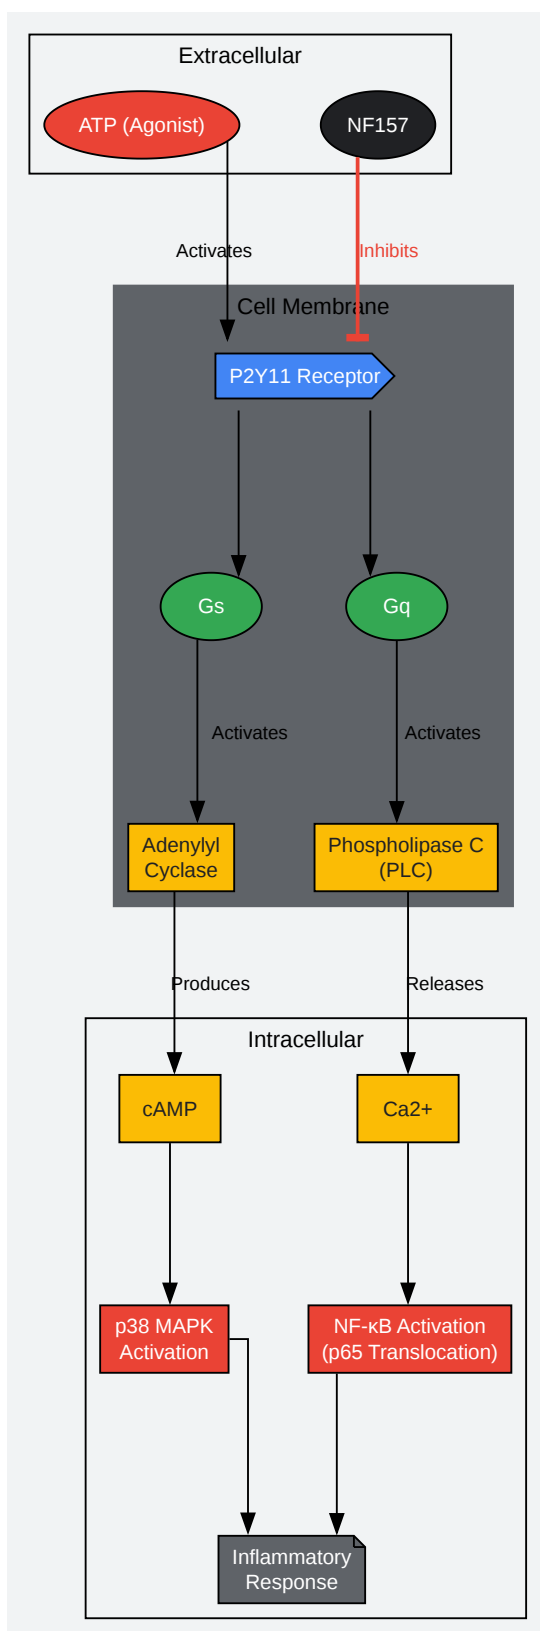 Extracellular
ATP (Agonist)
NF157
Activates
Inhibits
Cell Membrane
P2Y11 Receptor
Gs
Gq
Activates
Activates
Adenylyl
Cyclase
Phospholipase C
(PLC)
Produces
Releases
Intracellular
cAMP
Ca2+
p38 MAPK
Activation
NF-κB Activation
(p65 Translocation)
Inflammatory
Response